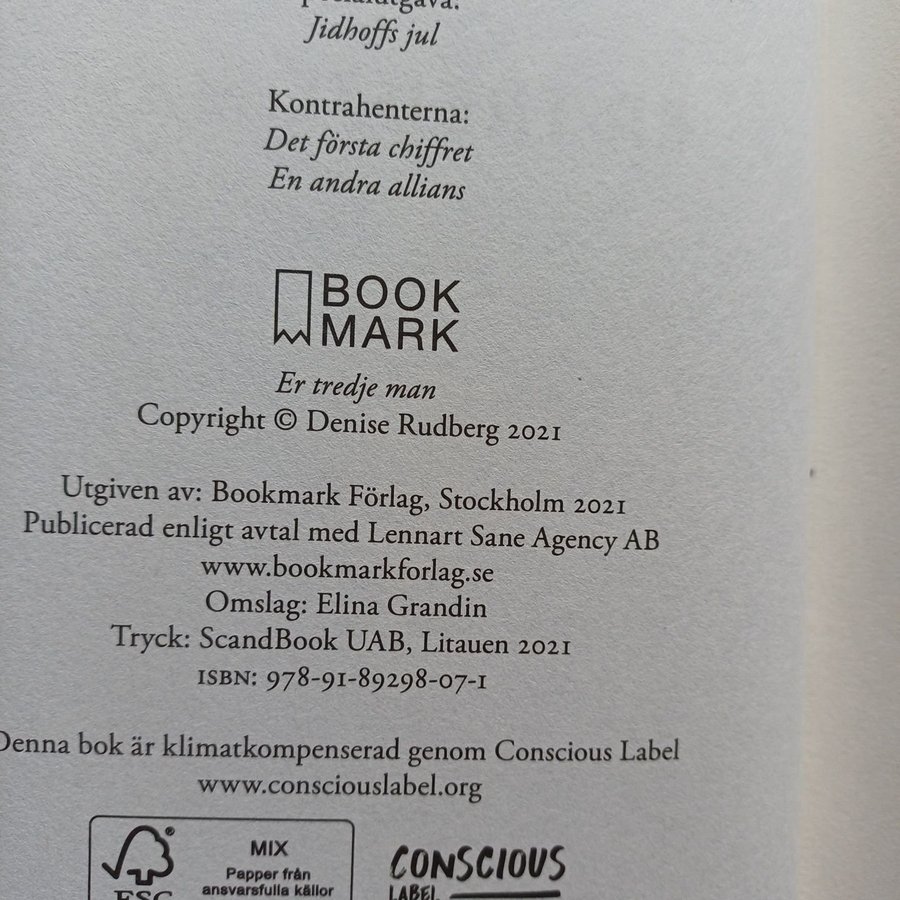 Jidhoffs jul
Kontrahenterna:
Det första chiffret
En andra allians
BOOK
MARK
Er tredje man
Copyright © Denise Rudberg 2021
Utgiven av: Bookmark Förlag, Stockholm 2021
Publicerad enligt avtal med Lennart Sane Agency AB
www.bookmarkforlag.se
Omslag: Elina Grandin
Tryck: ScandBook UAB, Litauen 2021
ISBN: 978-91-89298-07-1
Denna bok är klimatkompenserad genom Conscious Label
www.consciouslabel.org
®
MIX
Papper från
ansvarsfulla källor
FSC
CONSCIOUS
LABEL